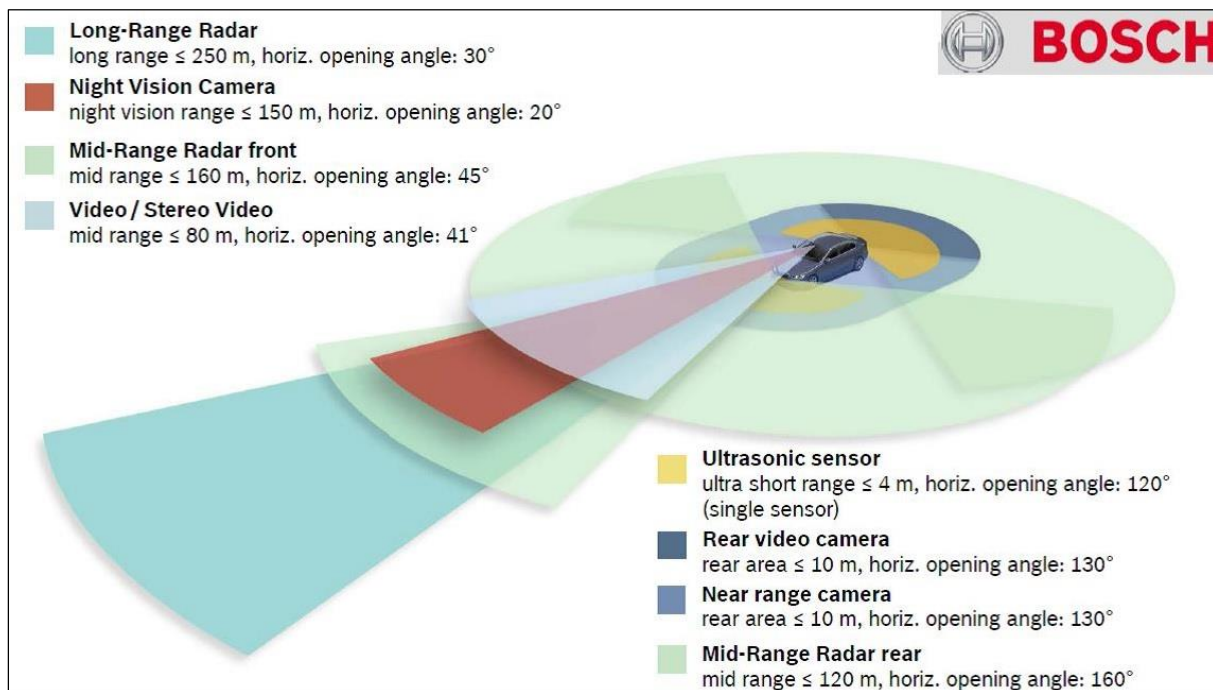 Long-Range Radar
long range ≤ 250 m, horiz. opening angle: 30°
Night Vision Camera
night vision range ≤ 150 m, horiz. opening angle: 20°
Mid-Range Radar front
mid range ≤ 160 m, horiz. opening angle: 45°
Video / Stereo Video
mid range ≤ 80 m, horiz. opening angle: 41°
BOSCH
Ultrasonic sensor
ultra short range ≤ 4 m, horiz. opening angle: 120°
(single sensor)
Rear video camera
rear area ≤ 10 m, horiz. opening angle: 130°
Near range camera
rear area ≤ 10 m, horiz. opening angle: 130°
Mid-Range Radar rear
mid range ≤ 120 m, horiz. opening angle: 160°